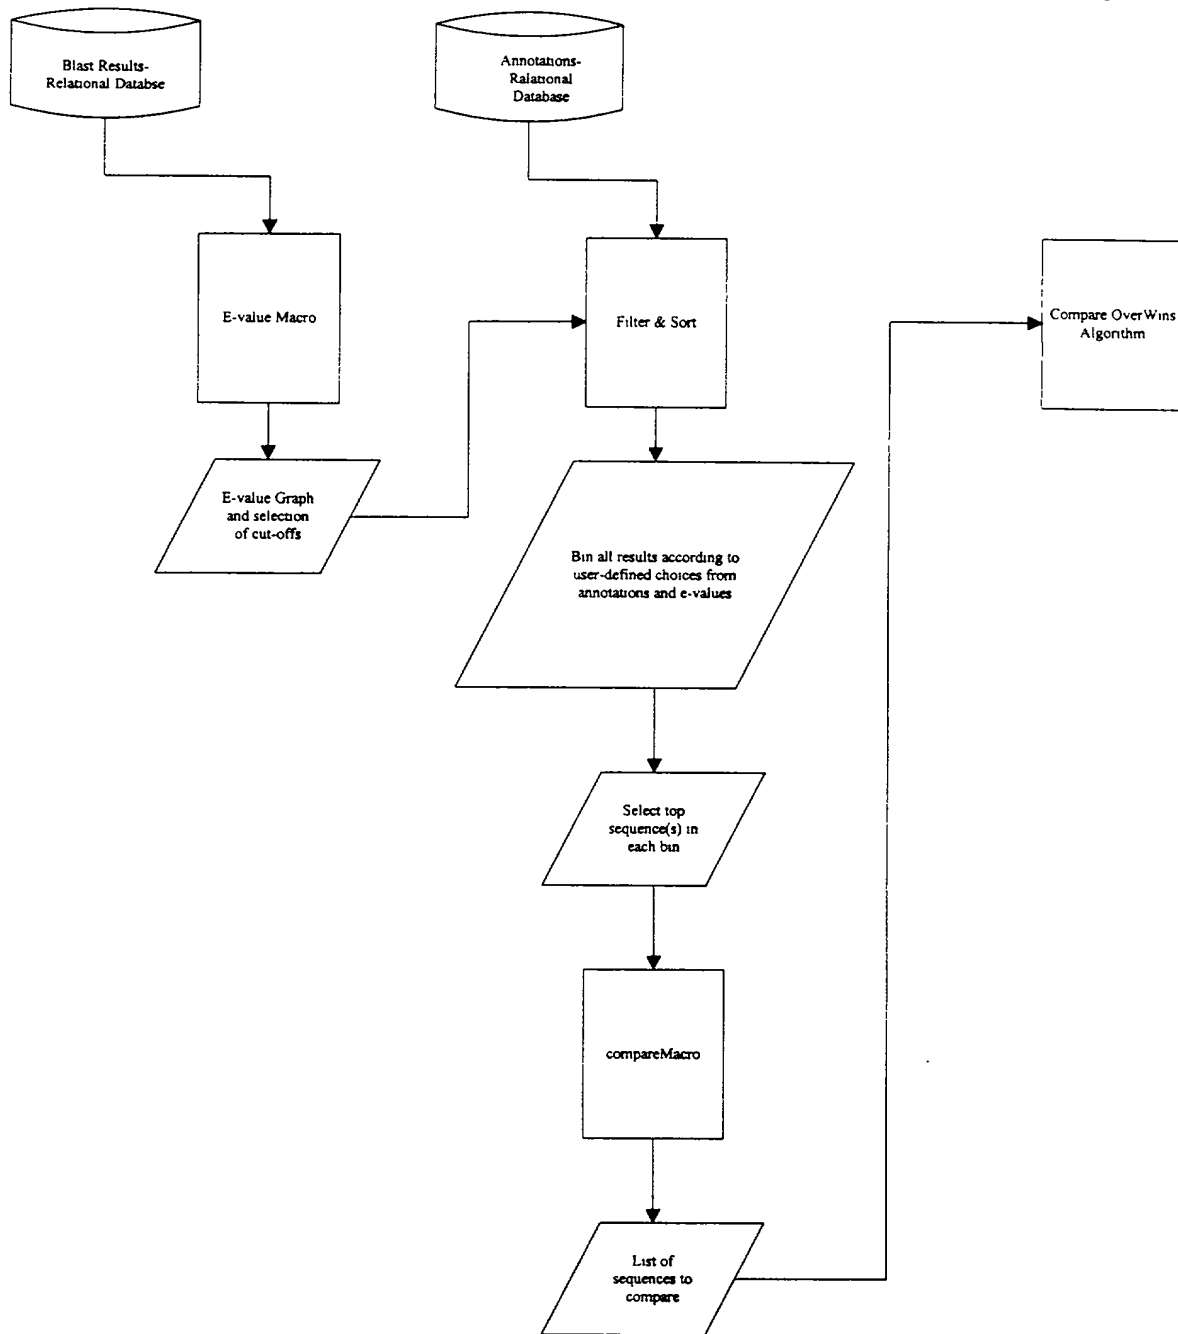 Blast Results-
Relational Databse
Annotations-
Ralational
Database
E-value Macro
Filter & Sort
Compare OverWins
Algorithm
E-value Graph
and selection
of cut-offs
Bin all results according to
user-defined choices from
annotations and e-values
Select top
sequence(s) in
each bin
compareMacro
List of
sequences to
compare